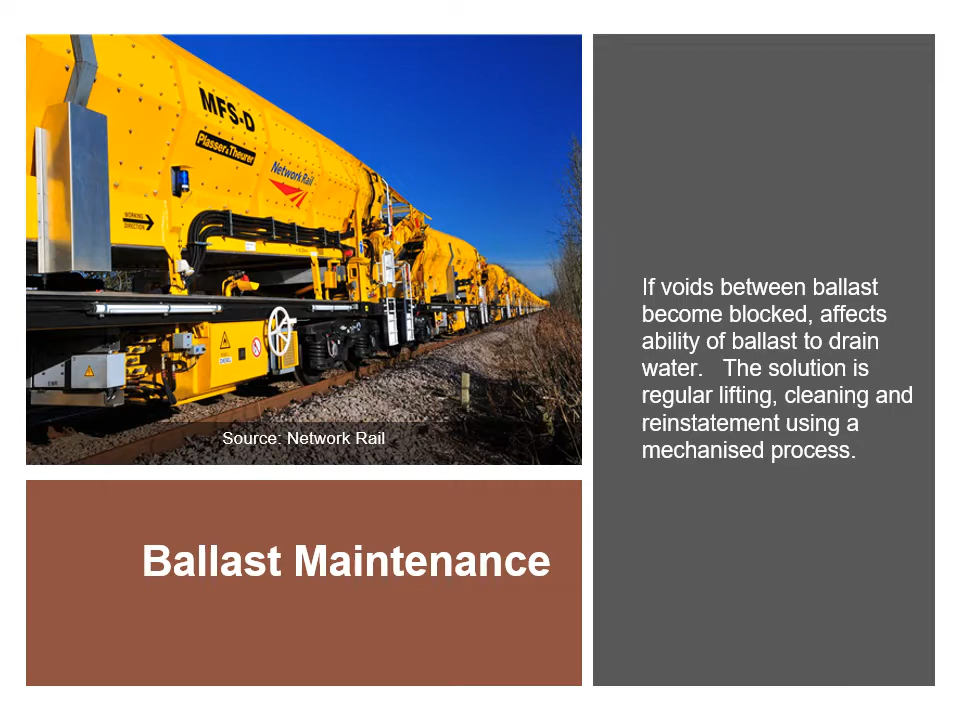 MFS-D
Plasser & Theurer
Network Rail
WORKING
DIRECTION
Source: Network Rail
If voids between ballast
become blocked, affects
ability of ballast to drain
water.   The solution is
regular lifting, cleaning and
reinstatement using a
mechanised process.
Ballast Maintenance